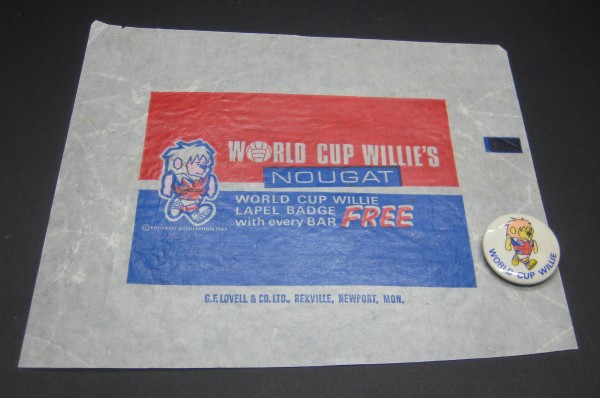 WORLD CUP WILLIE'S
NOUGAT
WORLD CUP WILLIE
LAPEL BADGE
with every BAR FREE
G.F. LOVELL & CO. LTD., REXVILLE, NEWPORT, MON.
WORLD CUP WILLIE